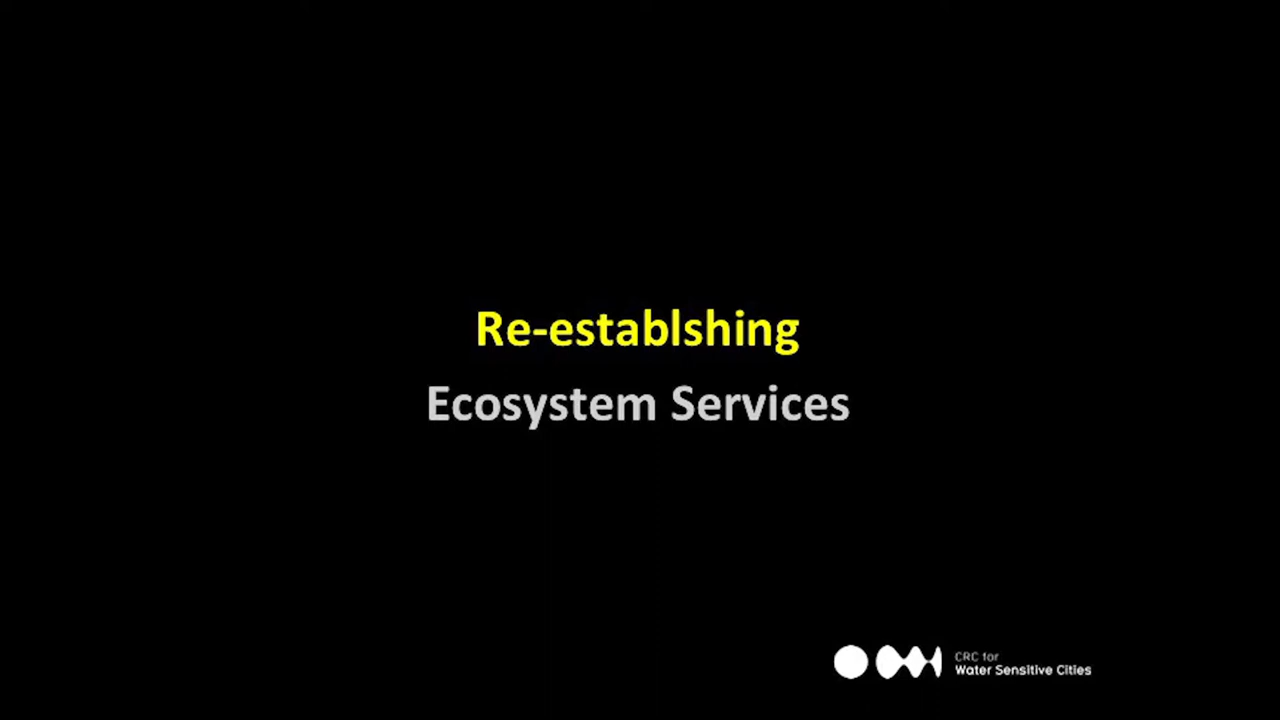 Re-establshing
Ecosystem Services
CRC for
Water Sensitive Cities